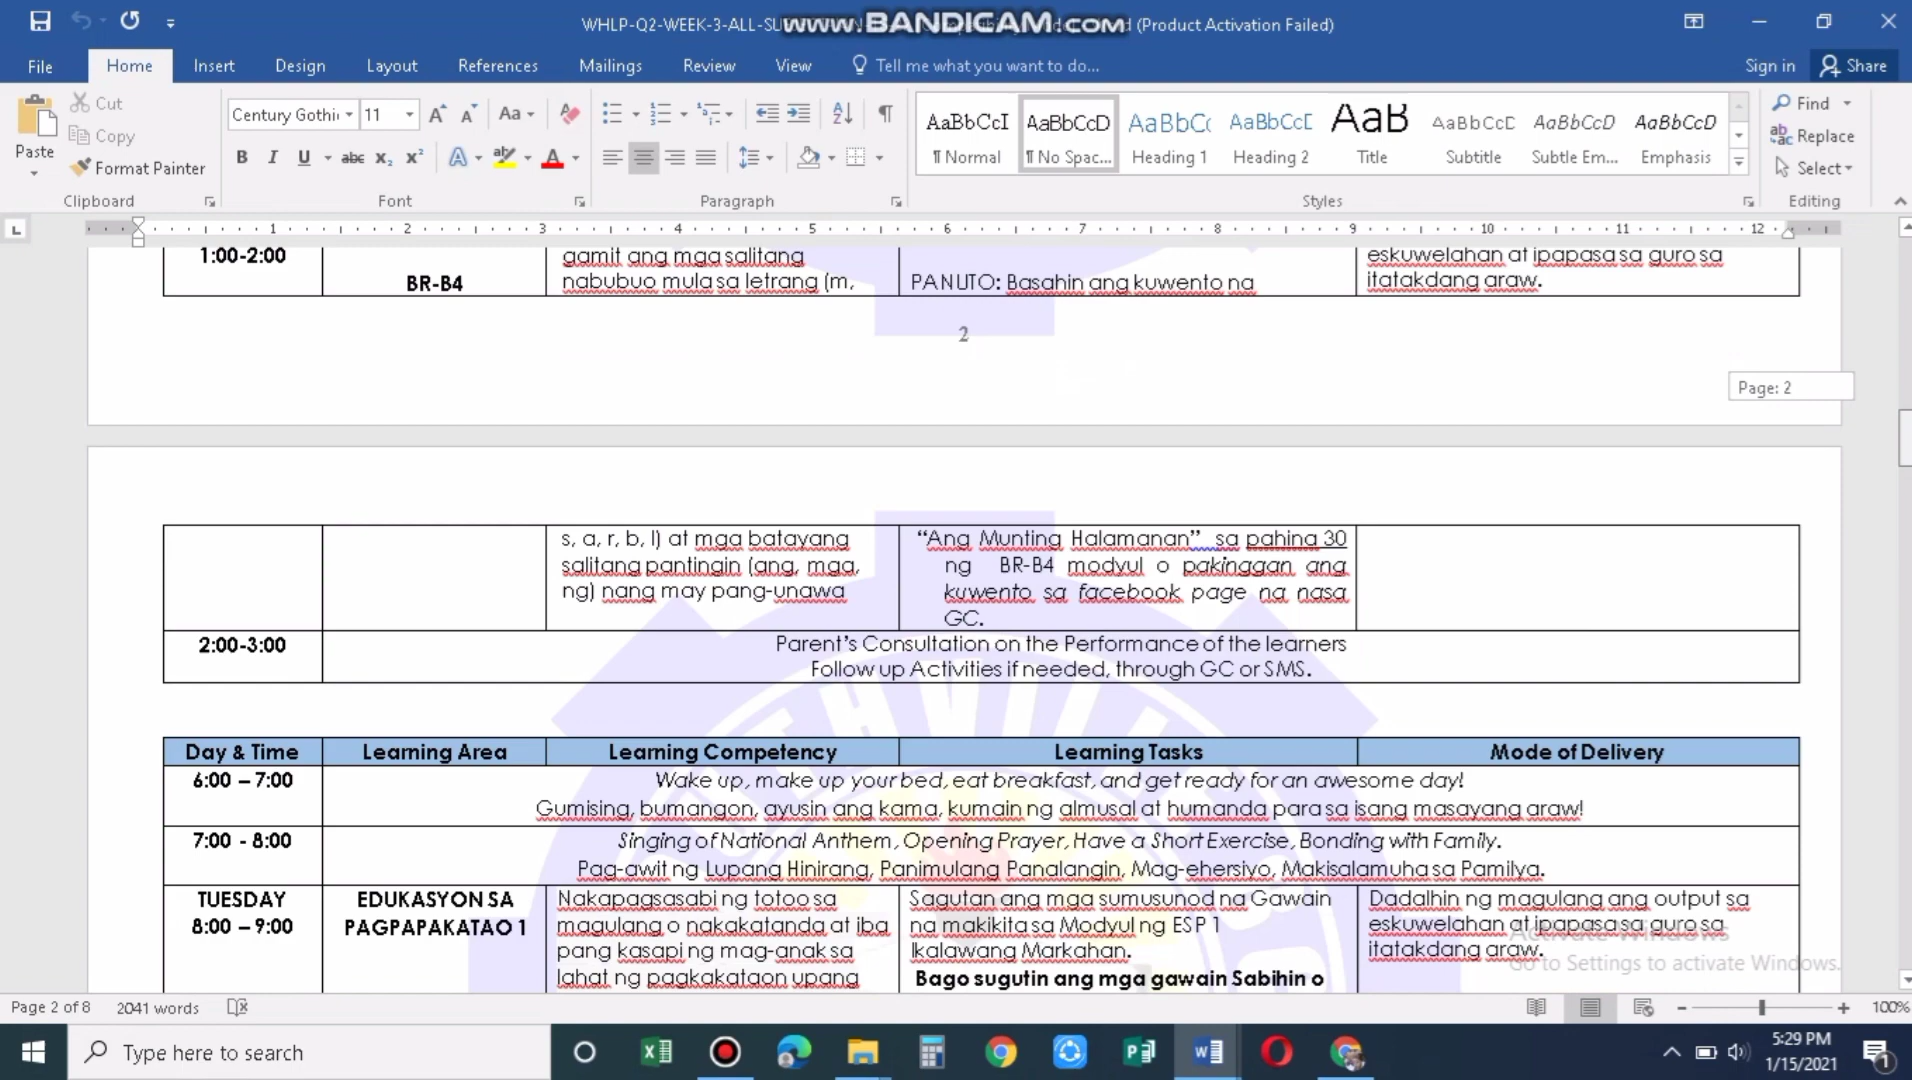 WHLP-Q2-WEEK-3-ALL-SU
www.BANDICAM.com
(Product Activation Failed)
File
Home
Insert
Design
Layout
References
Mailings
Review
View
Tell me what you want to do...
Sign in
Share
Paste
Cut
Copy
Format Painter
Clipboard
Century Gothi
11
Font
Paragraph
AaBbCcI
AaBbCcD
AaBbC
AaBbCcD
AaB
AaBbCcD
AaBbCcD
AaBbCcD
¶ Normal
¶ No Spac...
Heading 1
Heading 2
Title
Subtitle
Subtle Em...
Emphasis
Styles
Find
Replace
Select
Editing
1 2 3 4 5 6 7 8 9 10 11 12
1:00-2:00
BR-B4
gamit ang mga salitang
nabubuo mula sa letrang (m,
PANUTO: Basahin ang kuwento na
eskuwelahan at ipapasa sa guro sa
itatakdang araw.
2
Page: 2
s, a, r, b, l) at mga batayang
salitang pantingin (ang, mga,
ng) nang may pang-unawa
“Ang Munting Halamanan” sa pahina 30
ng BR-B4 modyul o pakinggan ang
kuwento sa facebook page na nasa
GC.
2:00-3:00
Parent’s Consultation on the Performance of the learners
Follow up Activities if needed, through GC or SMS.
Day & Time
Learning Area
Learning Competency
Learning Tasks
Mode of Delivery
6:00 – 7:00
Wake up, make up your bed, eat breakfast, and get ready for an awesome day!
Gumising, bumangon, ayusin ang kama, kumain ng almusal at humanda para sa isang masayang araw!
7:00 - 8:00
Singing of National Anthem, Opening Prayer, Have a Short Exercise, Bonding with Family.
Pag-awit ng Lupang Hinirang, Panimulang Panalangin, Mag-ehersiyo, Makisalamuha sa Pamilya.
TUESDAY
8:00 – 9:00
EDUKASYON SA
PAGPAPAKATAO 1
Nakapagsasabi ng totoo sa
magulang o nakakatanda at iba
pang kasapi ng mag-anak sa
lahat ng pagkakataon upang
Sagutan ang mga sumusunod na Gawain
na makikita sa Modyul ng ESP 1
Ikalawang Markahan.
Bago sugutin ang mga gawain Sabihin o
Dadalhin ng magulang ang output sa
eskuwelahan at ipapasa sa guro sa
itatakdang araw.
Activate Windows
Go to Settings to activate Windows.
Page 2 of 8
2041 words
100%
Type here to search
5:29 PM
1/15/2021
1